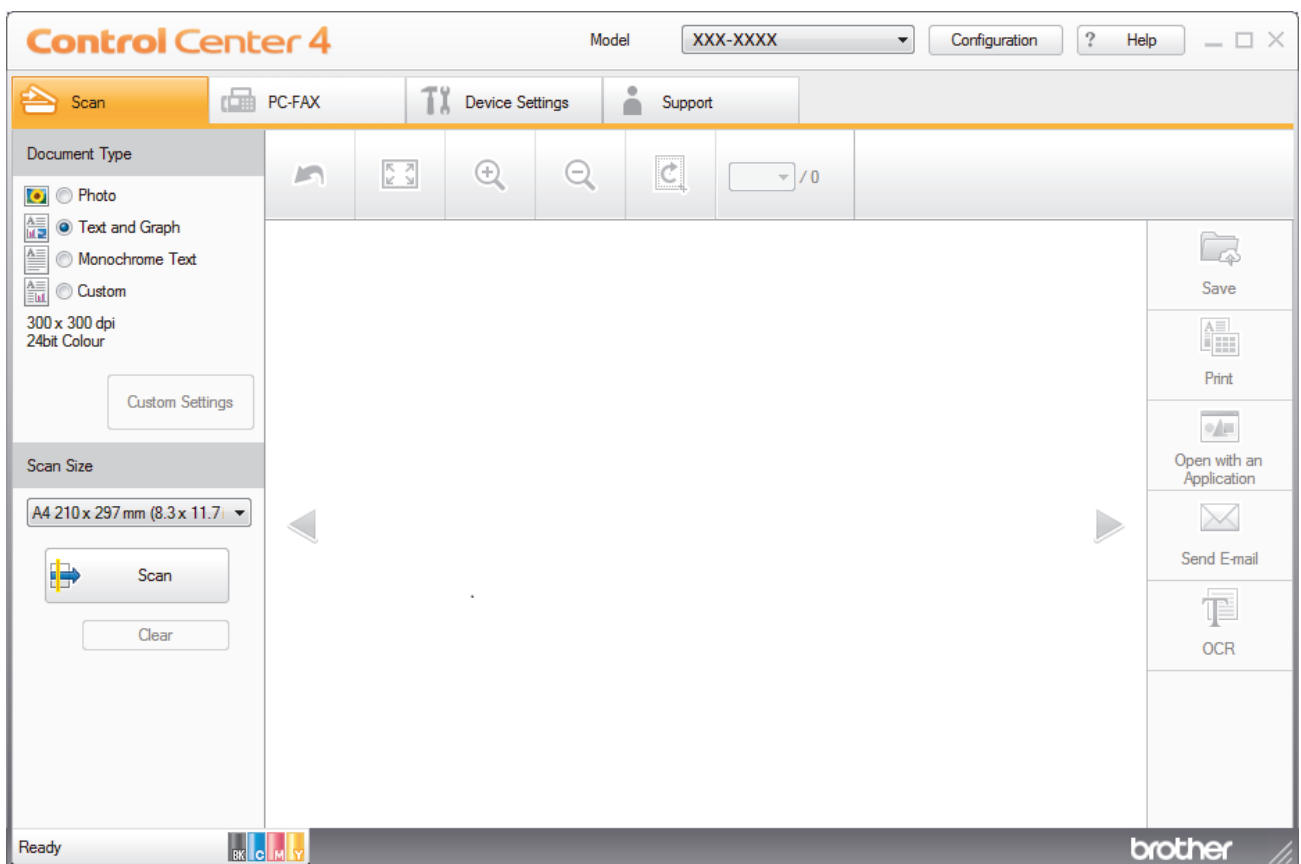 Control Center 4
Model
XXX-XXXX
Configuration
? Help
Scan
PC-FAX
Device Settings
Support
Document Type
/ 0
Photo
Text and Graph
Monochrome Text
Custom
300 x 300 dpi
24bit Colour
Custom Settings
Scan Size
A4 210 x 297 mm (8.3 x 11.7
Scan
Clear
Save
Print
Open with an
Application
Send E-mail
OCR
Ready
BK C M Y
brother